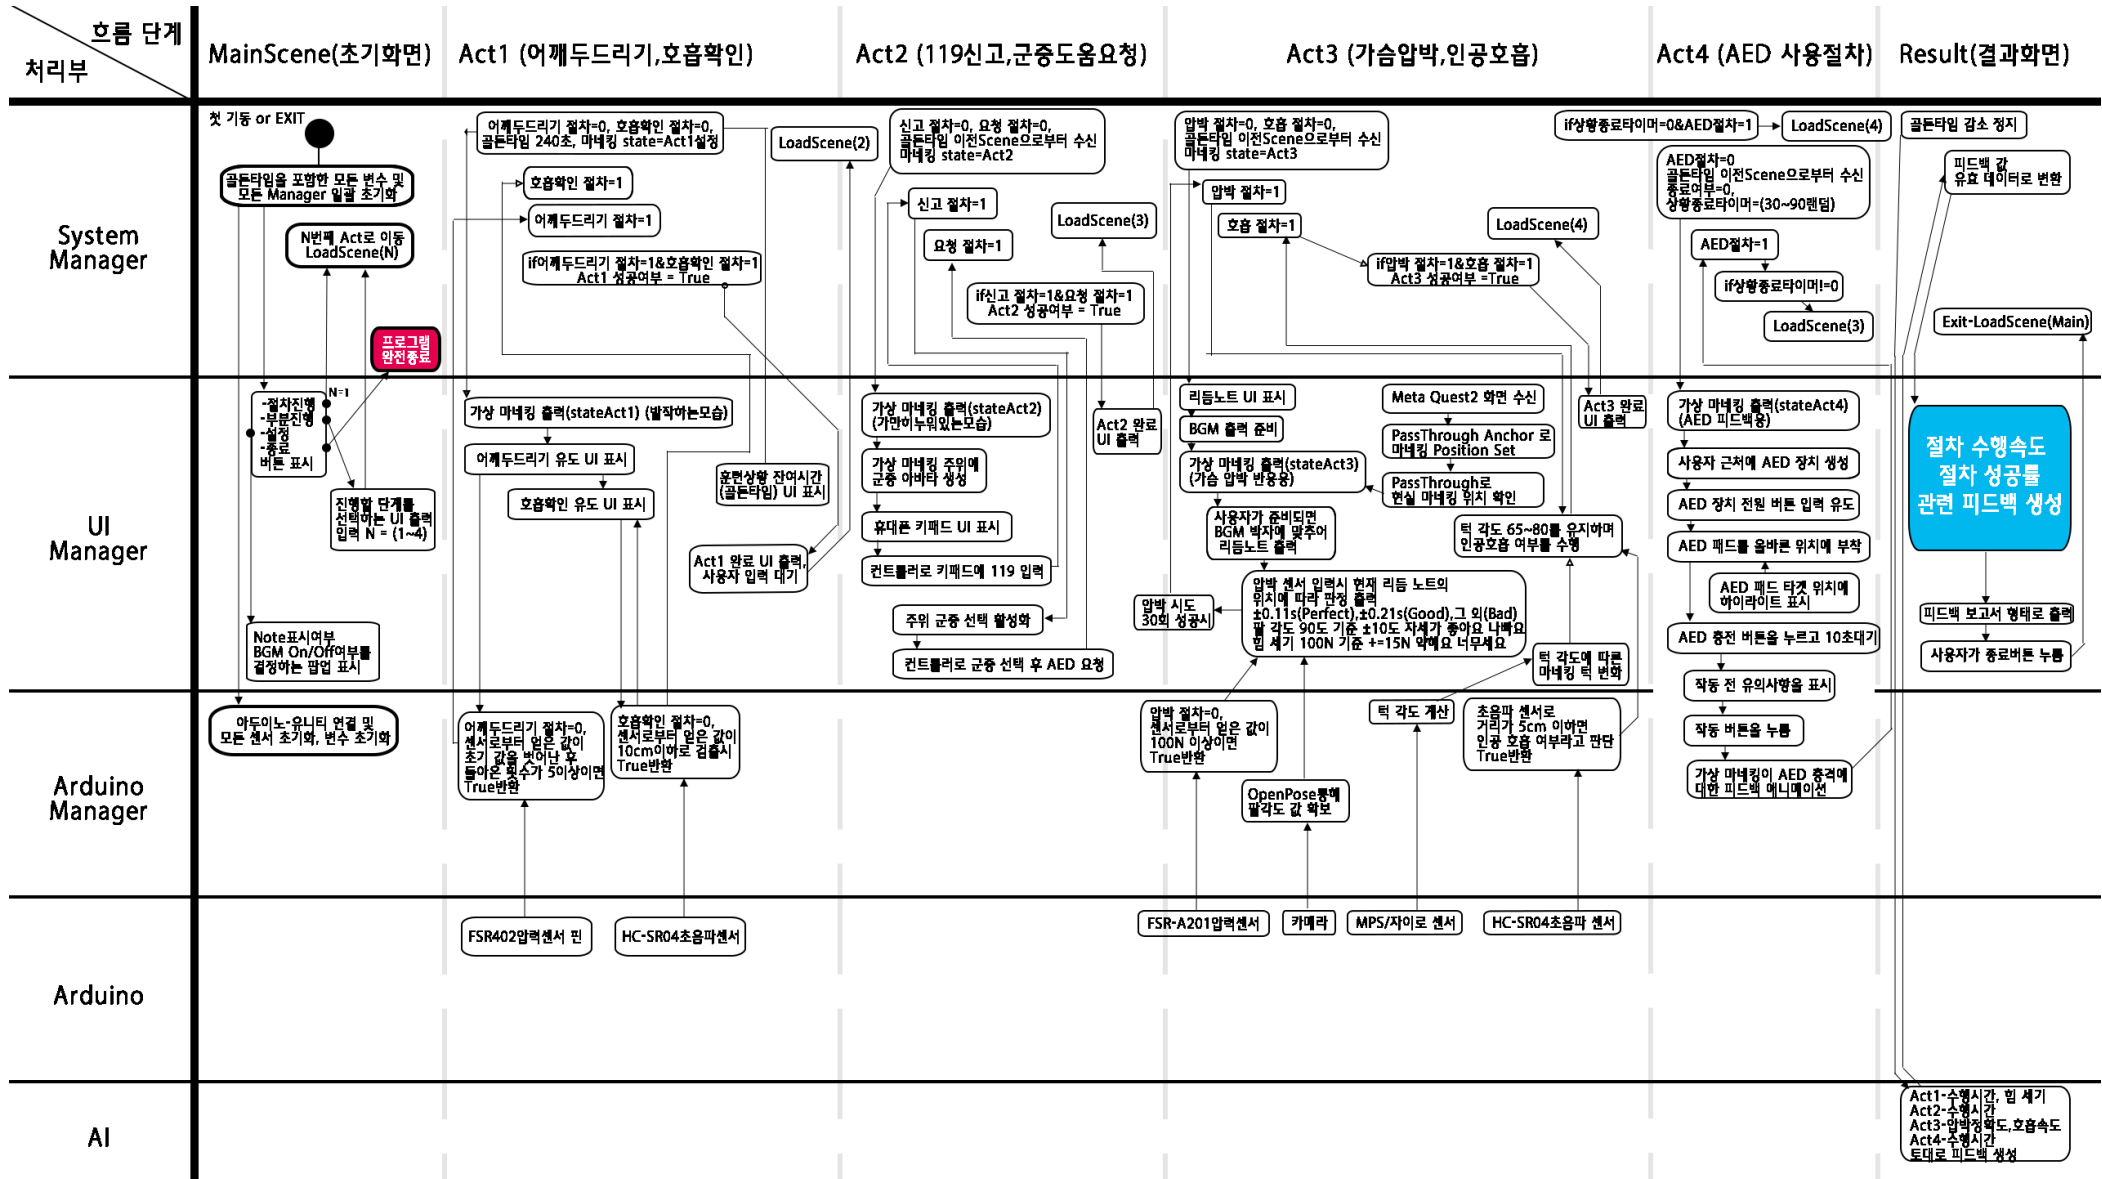 흐름 단계
처리부
MainScene(초기화면)
Act1 (어깨두드리기,호흡확인)
Act2 (119신고,군중도움요청)
Act3 (가슴압박,인공호흡)
Act4 (AED 사용절차)
Result(결과화면)
System
Manager
첫 기동 or EXIT
골든타임을 포함한 모든 변수 및
모든 Manager 일괄 초기화
N번째 Act로 이동
LoadScene(N)
프로그램
완전종료
어깨두드리기 절차=0, 호흡확인 절차=0,
골든타임 240초, 마네킹 state=Act1설정
호흡확인 절차=1
어깨두드리기 절차=1
if어깨두드리기 절차=1&호흡확인 절차=1
Act1 성공여부 = True
LoadScene(2)
신고 절차=0, 요청 절차=0,
골든타임 이전Scene으로부터 수신
마네킹 state=Act2
신고 절차=1
요청 절차=1
if신고 절차=1&요청 절차=1
Act2 성공여부 = True
LoadScene(3)
압박 절차=0, 호흡 절차=0,
골든타임 이전Scene으로부터 수신
마네킹 state=Act3
압박 절차=1
호흡 절차=1
if압박 절차=1&호흡 절차=1
Act3 성공여부 =True
LoadScene(4)
if상황종료타이머=0&AED절차=1
LoadScene(4)
AED절차=0
골든타임 이전Scene으로부터 수신
종료여부=0,
상황종료타이머=(30~90랜덤)
AED절차=1
if상황종료타이머!=0
LoadScene(3)
골든타임 감소 정지
피드백 값
유효 데이터로 변환
Exit-LoadScene(Main)
UI
Manager
N=1
-절차진행
-부분진행
-설정
-종료
버튼 표시
진행할 단계를
선택하는 UI 출력
입력 N = (1~4)
Note표시여부
BGM On/Off여부를
결정하는 팝업 표시
가상 마네킹 출력(stateAct1) (발작하는모습)
어깨두드리기 유도 UI 표시
호흡확인 유도 UI 표시
훈련상황 잔여시간
(골든타임) UI 표시
Act1 완료 UI 출력,
사용자 입력 대기
가상 마네킹 출력(stateAct2)
(가만히누워있는모습)
가상 마네킹 주위에
군중 아바타 생성
휴대폰 키패드 UI 표시
컨트롤러로 키패드에 119 입력
주위 군중 선택 활성화
컨트롤러로 군중 선택 후 AED 요청
Act2 완료
UI 출력
리듬노트 UI 표시
BGM 출력 준비
가상 마네킹 출력(stateAct3)
(가슴 압박 반응용)
사용자가 준비되면
BGM 박자에 맞추어
리듬노트 출력
Meta Quest2 화면 수신
PassThrough Anchor 로
마네킹 Position Set
PassThrough로
현실 마네킹 위치 확인
Act3 완료
UI 출력
턱 각도 65~80를 유지하며
인공호흡 여부를 수행
압박 시도
30회 성공시
압박 센서 입력시 현재 리듬 노트의
위치에 따라 판정 출력
±0.11s(Perfect),±0.21s(Good),그 외(Bad)
팔 각도 90도 기준 ±10도 자세가 좋아요 나빠요
힘 세기 100N 기준 +=15N 약해요 너무세요
턱 각도에 따른
마네킹 턱 변화
가상 마네킹 출력(stateAct4)
(AED 피드백용)
사용자 근처에 AED 장치 생성
AED 장치 전원 버튼 입력 유도
AED 패드를 올바른 위치에 부착
AED 패드 타겟 위치에
하이라이트 표시
AED 충전 버튼을 누르고 10초대기
작동 전 유의사항을 표시
작동 버튼을 누름
가상 마네킹이 AED 충격에
대한 피드백 애니메이션
절차 수행속도
절차 성공률
관련 피드백 생성
피드백 보고서 형태로 출력
사용자가 종료버튼 누름
Arduino
Manager
아두이노-유니티 연결 및
모든 센서 초기화, 변수 초기화
어깨두드리기 절차=0,
센서로부터 얻은 값이
초기 값을 벗어난 후
돌아온 횟수가 5이상이면
True반환
호흡확인 절차=0,
센서로부터 얻은 값이
10cm이하로 검출시
True반환
압박 절차=0,
센서로부터 얻은 값이
100N 이상이면
True반환
OpenPose통해
팔각도 값 확보
턱 각도 계산
초음파 센서로
거리가 5cm 이하면
인공 호흡 여부라고 판단
True반환
Arduino
FSR402압력센서 핀
HC-SR04초음파센서
FSR-A201압력센서
카메라
MPS/자이로 센서
HC-SR04초음파 센서
AI
Act1-수행시간, 힘 세기
Act2-수행시간
Act3-압박정확도,호흡속도
Act4-수행시간
토대로 피드백 생성